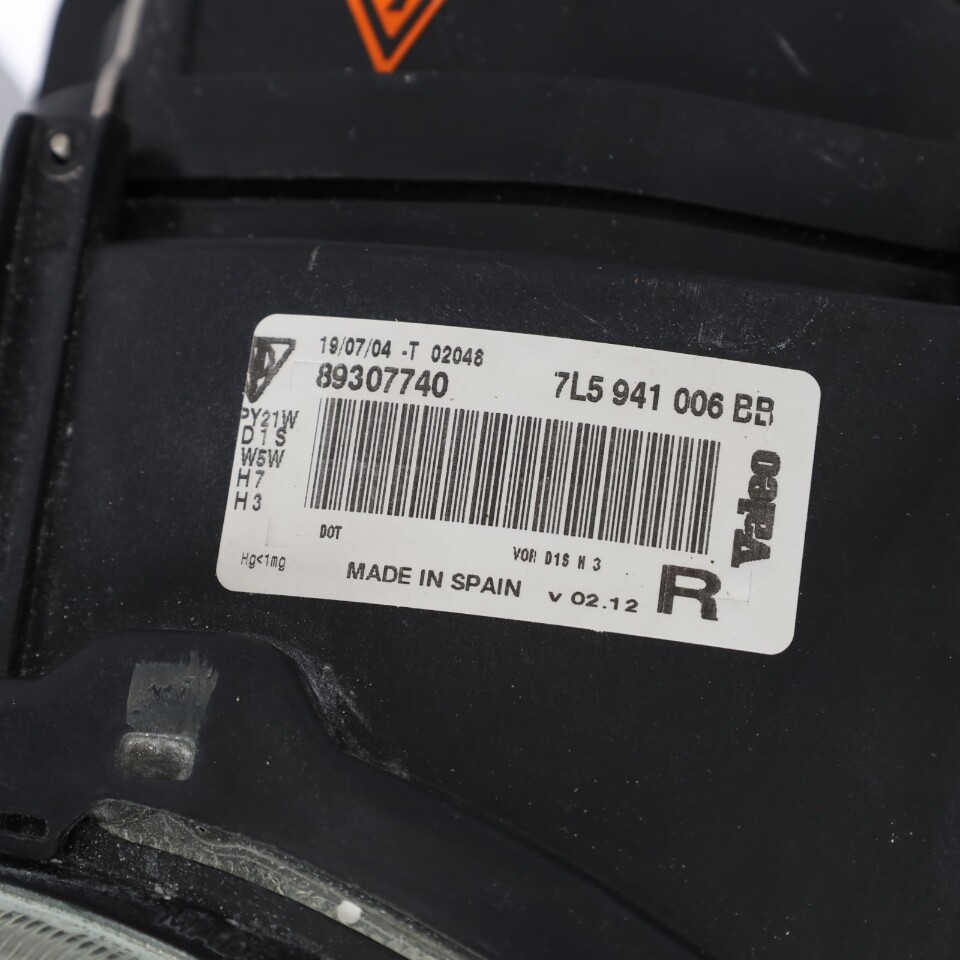 19/07/04 -T 02048
89307740
7L5 941 006 BB
PY21W
D1S
W5W
H7
H3
DOT
VOR D1S H 3
Hg<1mg
MADE IN SPAIN
v 02.12
R